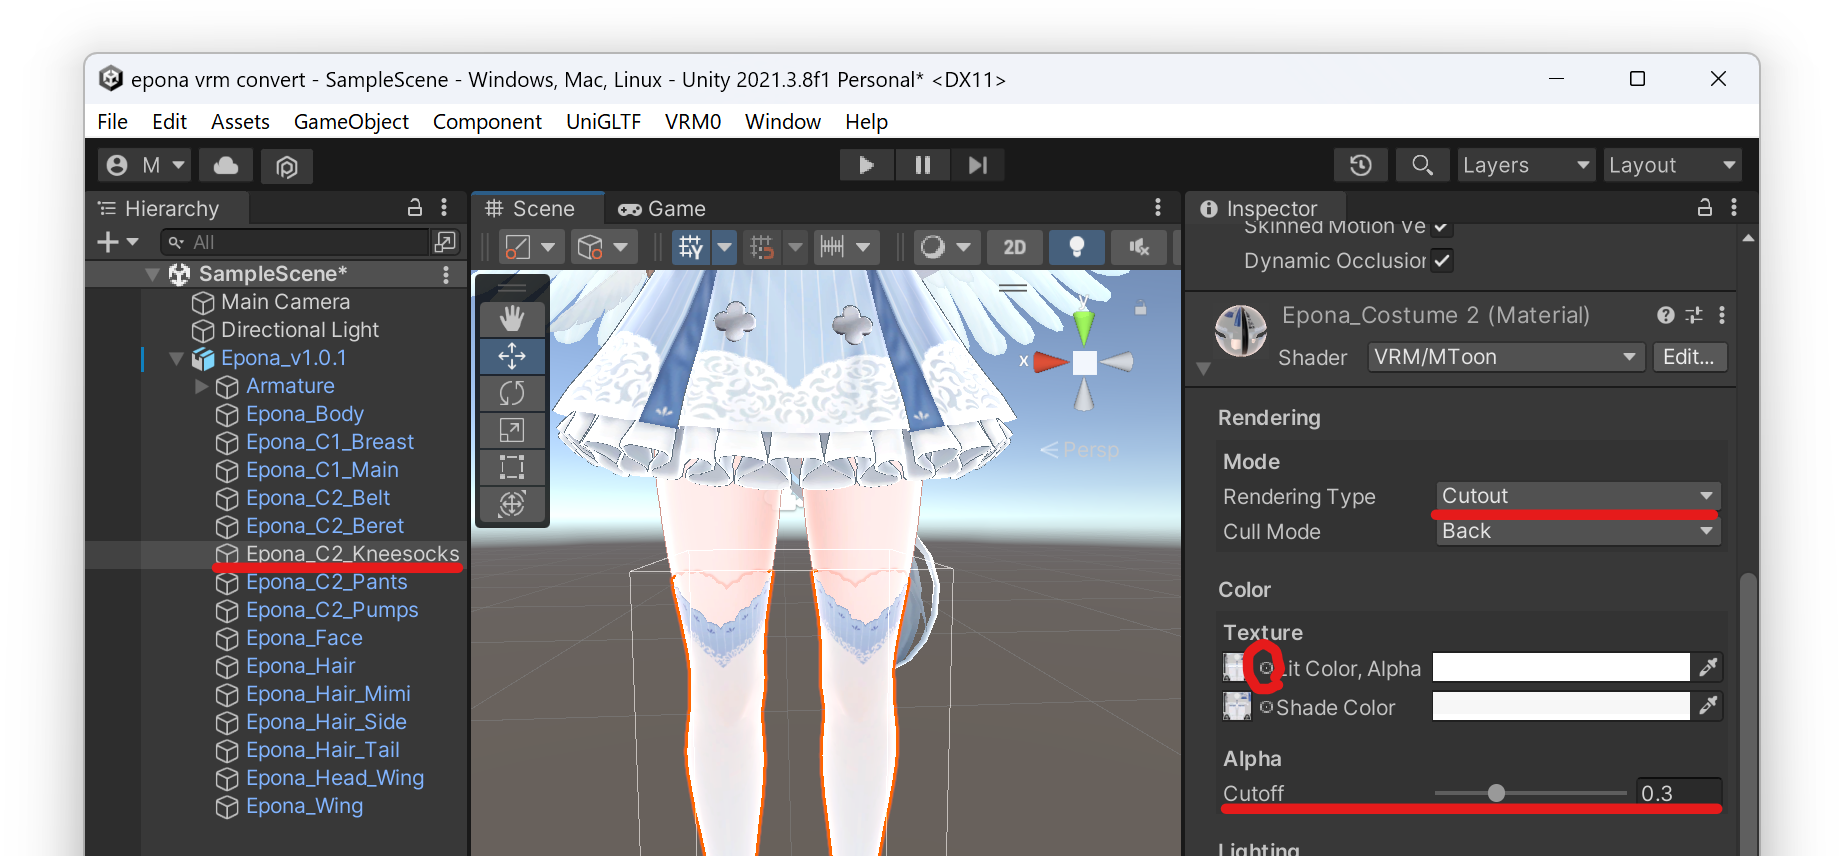 epona vrm convert - SampleScene - Windows, Mac, Linux - Unity 2021.3.8f1 Personal* <DX11>
File Edit Assets GameObject Component UniGLTF VRM0 Window Help
M Layers Layout
Hierarchy
All
SampleScene*
Main Camera
Directional Light
Epona_v1.0.1
Armature
Epona_Body
Epona_C1_Breast
Epona_C1_Main
Epona_C2_Belt
Epona_C2_Beret
Epona_C2_Kneesocks
Epona_C2_Pants
Epona_C2_Pumps
Epona_Face
Epona_Hair
Epona_Hair_Mimi
Epona_Hair_Side
Epona_Hair_Tail
Epona_Head_Wing
Epona_Wing
Scene Game
2D
y
x
Persp
Inspector
Skinned Motion Ve
Dynamic Occlusion
Epona_Costume 2 (Material)
Shader VRM/MToon Edit...
Rendering
Mode
Rendering Type Cutout
Cull Mode Back
Color
Texture
Lit Color, Alpha
Shade Color
Alpha
Cutoff 0.3
Lighting